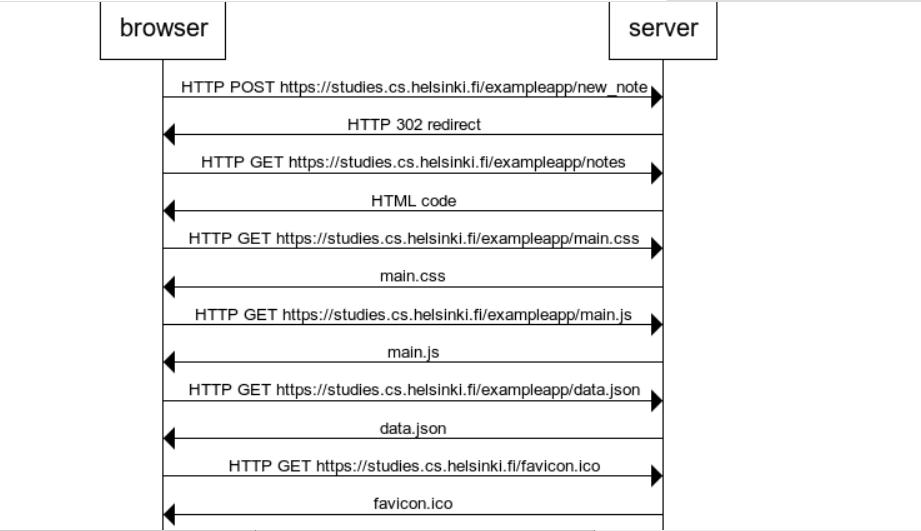 browser
server
HTTP POST https://studies.cs.helsinki.fi/exampleapp/new_note
HTTP 302 redirect
HTTP GET https://studies.cs.helsinki.fi/exampleapp/notes
HTML code
HTTP GET https://studies.cs.helsinki.fi/exampleapp/main.css
main.css
HTTP GET https://studies.cs.helsinki.fi/exampleapp/main.js
main.js
HTTP GET https://studies.cs.helsinki.fi/exampleapp/data.json
data.json
HTTP GET https://studies.cs.helsinki.fi/favicon.ico
favicon.ico